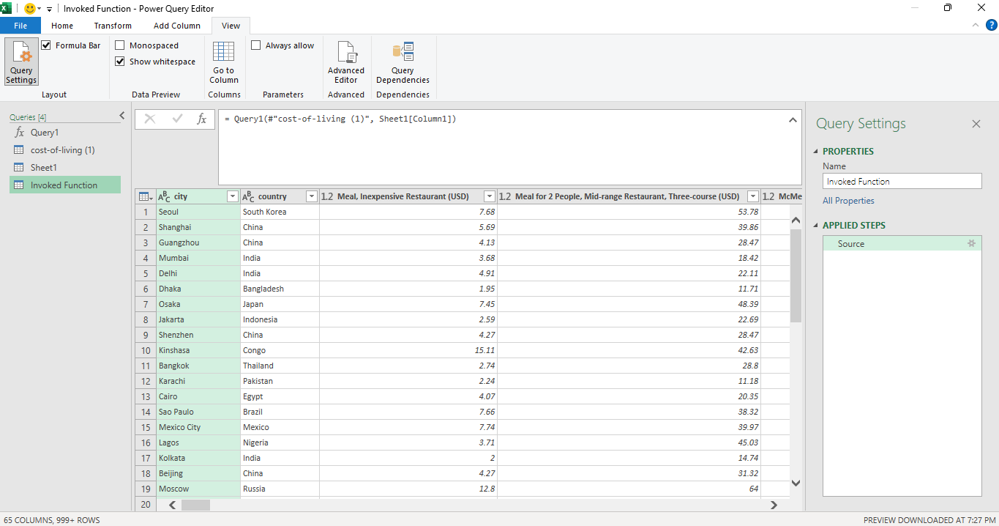 Invoked Function - Power Query Editor
File Home Transform Add Column View
Query Settings
Formula Bar
Layout
Monospaced
Show whitespace
Data Preview
Go to Column
Columns
Always allow
Parameters
Advanced Editor
Advanced
Query Dependencies
Dependencies
Queries [4]
fx Query1
cost-of-living (1)
Sheet1
Invoked Function
fx = Query1(#"cost-of-living (1)", Sheet1[Column1])
ABC city ABC country 1.2 Meal, Inexpensive Restaurant (USD) 1.2 Meal for 2 People, Mid-range Restaurant, Three-course (USD) 1.2 McMe
1 Seoul South Korea 7.68 53.78
2 Shanghai China 5.69 39.86
3 Guangzhou China 4.13 28.47
4 Mumbai India 3.68 18.42
5 Delhi India 4.91 22.11
6 Dhaka Bangladesh 1.95 11.71
7 Osaka Japan 7.45 48.39
8 Jakarta Indonesia 2.59 22.69
9 Shenzhen China 4.27 28.47
10 Kinshasa Congo 15.11 42.63
11 Bangkok Thailand 2.74 28.8
12 Karachi Pakistan 2.24 11.18
13 Cairo Egypt 4.07 20.35
14 Sao Paulo Brazil 7.66 38.32
15 Mexico City Mexico 7.74 39.97
16 Lagos Nigeria 3.71 45.03
17 Kolkata India 2 14.74
18 Beijing China 4.27 31.32
19 Moscow Russia 12.8 64
20
Query Settings
PROPERTIES
Name
Invoked Function
All Properties
APPLIED STEPS
Source
65 COLUMNS, 999+ ROWS
PREVIEW DOWNLOADED AT 7:27 PM